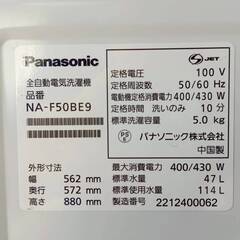 Panasonic
全自動電気洗濯機
品番
NA-F50BE9
外形寸法
幅 562 mm
奥行 572 mm
高さ 880 mm
JET
定格電圧 100 V
定格周波数 50/60 Hz
電動機定格消費電力 400/430 W
定格時間 洗いのみ 10 分
標準洗濯容量 5.0 kg
PS E
パナソニック株式会社
中国製
最大消費電力 400/430 W
標準水量 47 L
標準使用水量 114 L
製造番号 2212400062